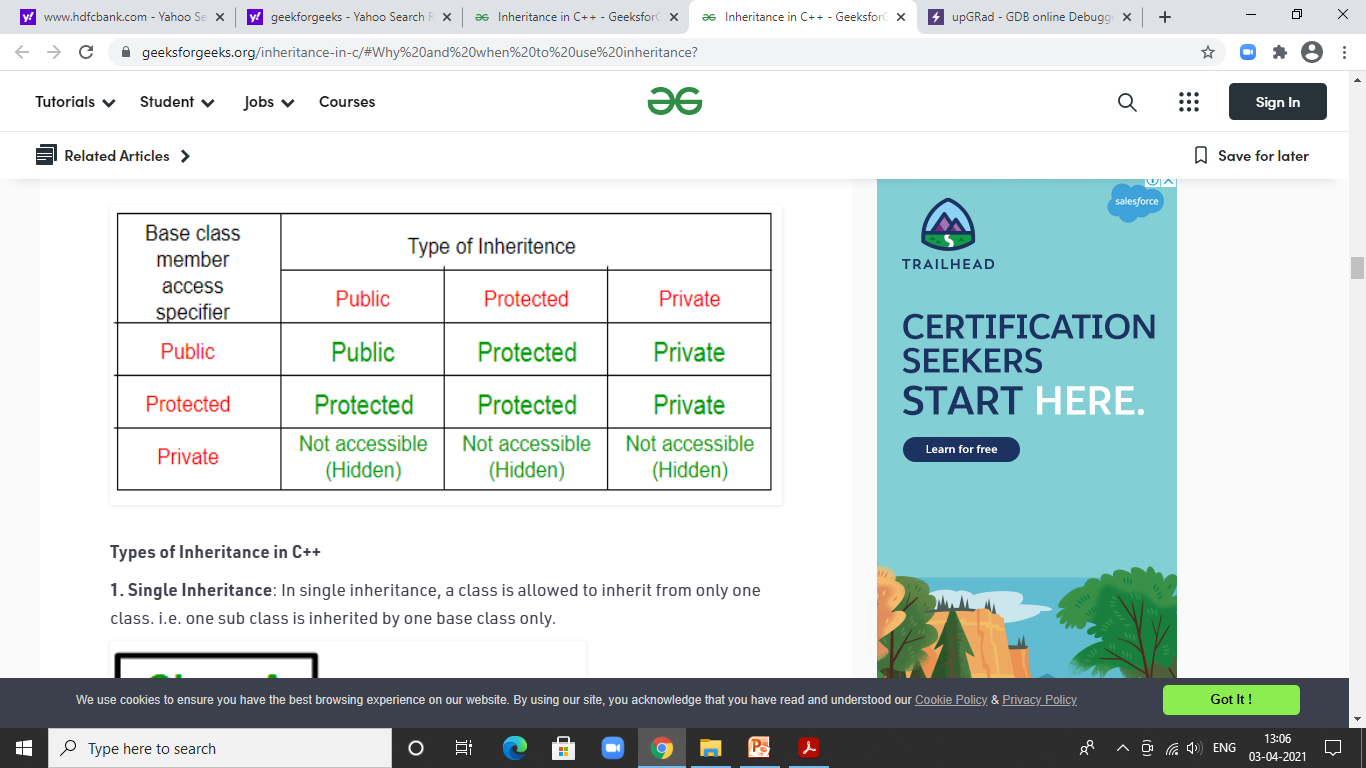 www.hdfcbank.com - Yahoo Se
geekforgeeks - Yahoo Search R
Inheritance in C++ - GeeksforG
Inheritance in C++ - GeeksforG
upGRad - GDB online Debugge
geeksforgeeks.org/inheritance-in-c/#Why%20and%20when%20to%20use%20inheritance?
Tutorials
Student
Jobs
Courses
Sign In
Related Articles
Save for later
Base class
member
access
specifier
Type of Inheritence
Public
Protected
Private
Public
Public
Protected
Private
Protected
Protected
Protected
Private
Private
Not accessible
(Hidden)
Not accessible
(Hidden)
Not accessible
(Hidden)
Types of Inheritance in C++
1. Single Inheritance: In single inheritance, a class is allowed to inherit from only one
class. i.e. one sub class is inherited by one base class only.
salesforce
TRAILHEAD
CERTIFICATION
SEEKERS
START HERE.
Learn for free
We use cookies to ensure you have the best browsing experience on our website. By using our site, you acknowledge that you have read and understood our Cookie Policy & Privacy Policy
Got It !
Type here to search
ENG
13:06
03-04-2021